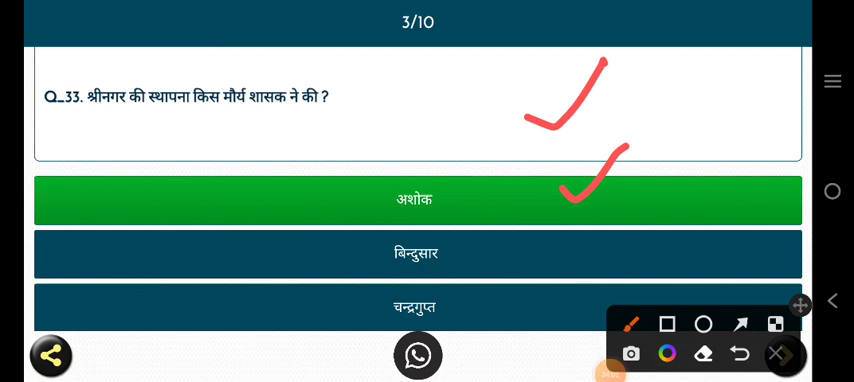 3/10
Q_33. श्रीनगर की स्थापना किस मौर्य शासक ने की ?
अशोक
बिन्दुसार
चन्द्रगुप्त